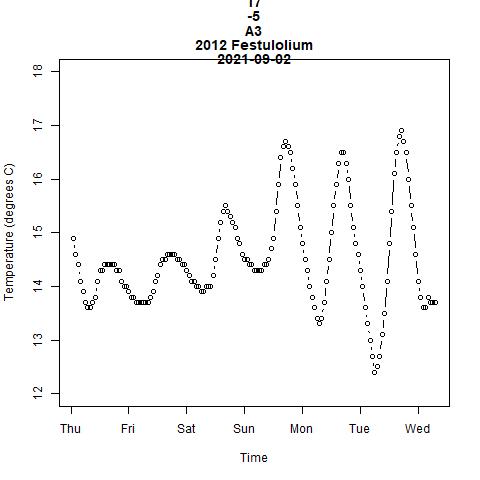 17
-5
A3
2012 Festulolium
2021-09-02
Temperature (degrees C)
18
17
16
15
14
13
12
Thu Fri Sat Sun Mon Tue Wed
Time